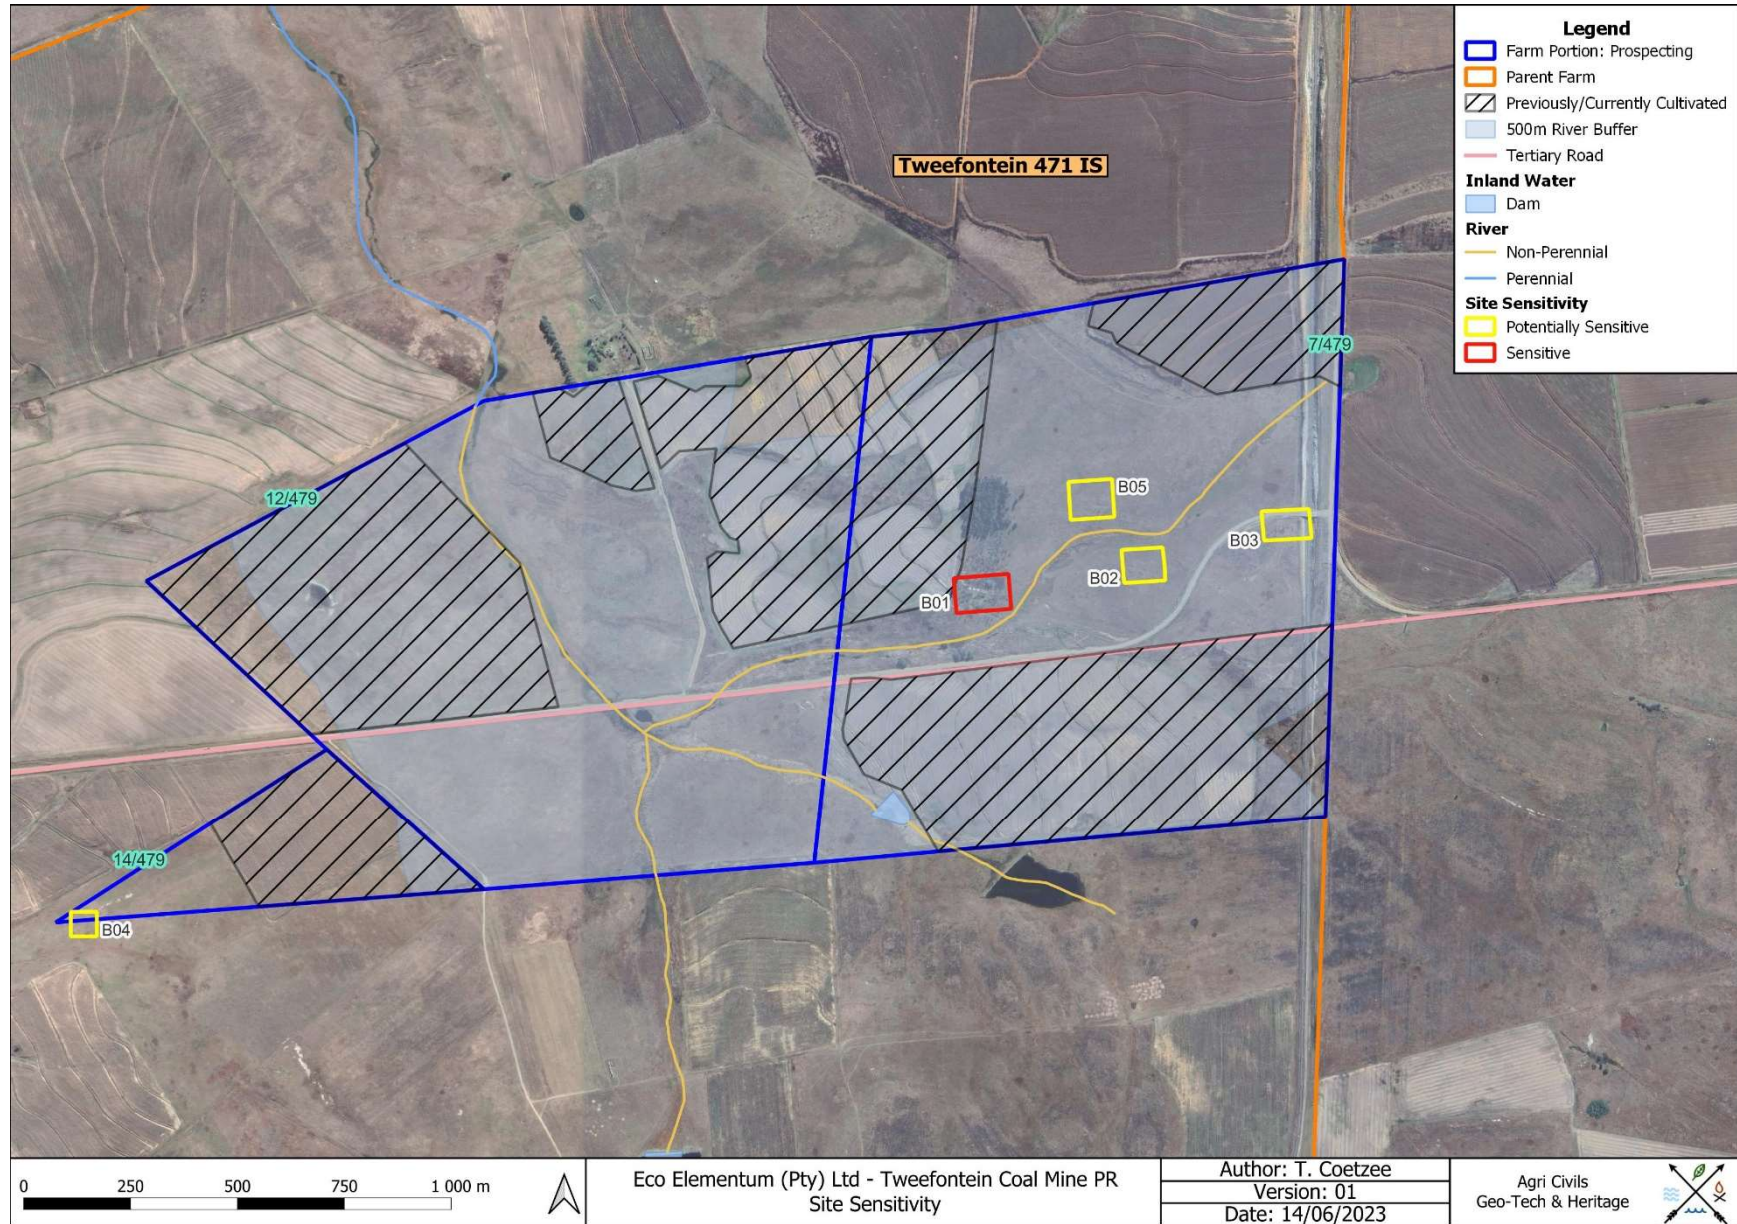 Legend
Farm Portion: Prospecting
Parent Farm
Previously/Currently Cultivated
500m River Buffer
Tertiary Road
Inland Water
Dam
River
Non-Perennial
Perennial
Site Sensitivity
Potentially Sensitive
Sensitive
Tweefontein 471 IS
7/479
12/479
B05
B03
B02
B01
14/479
B04
0 250 500 750 1 000 m
Eco Elementum (Pty) Ltd - Tweefontein Coal Mine PR
Site Sensitivity
Author: T. Coetzee
Version: 01
Date: 14/06/2023
Agri Civils
Geo-Tech & Heritage